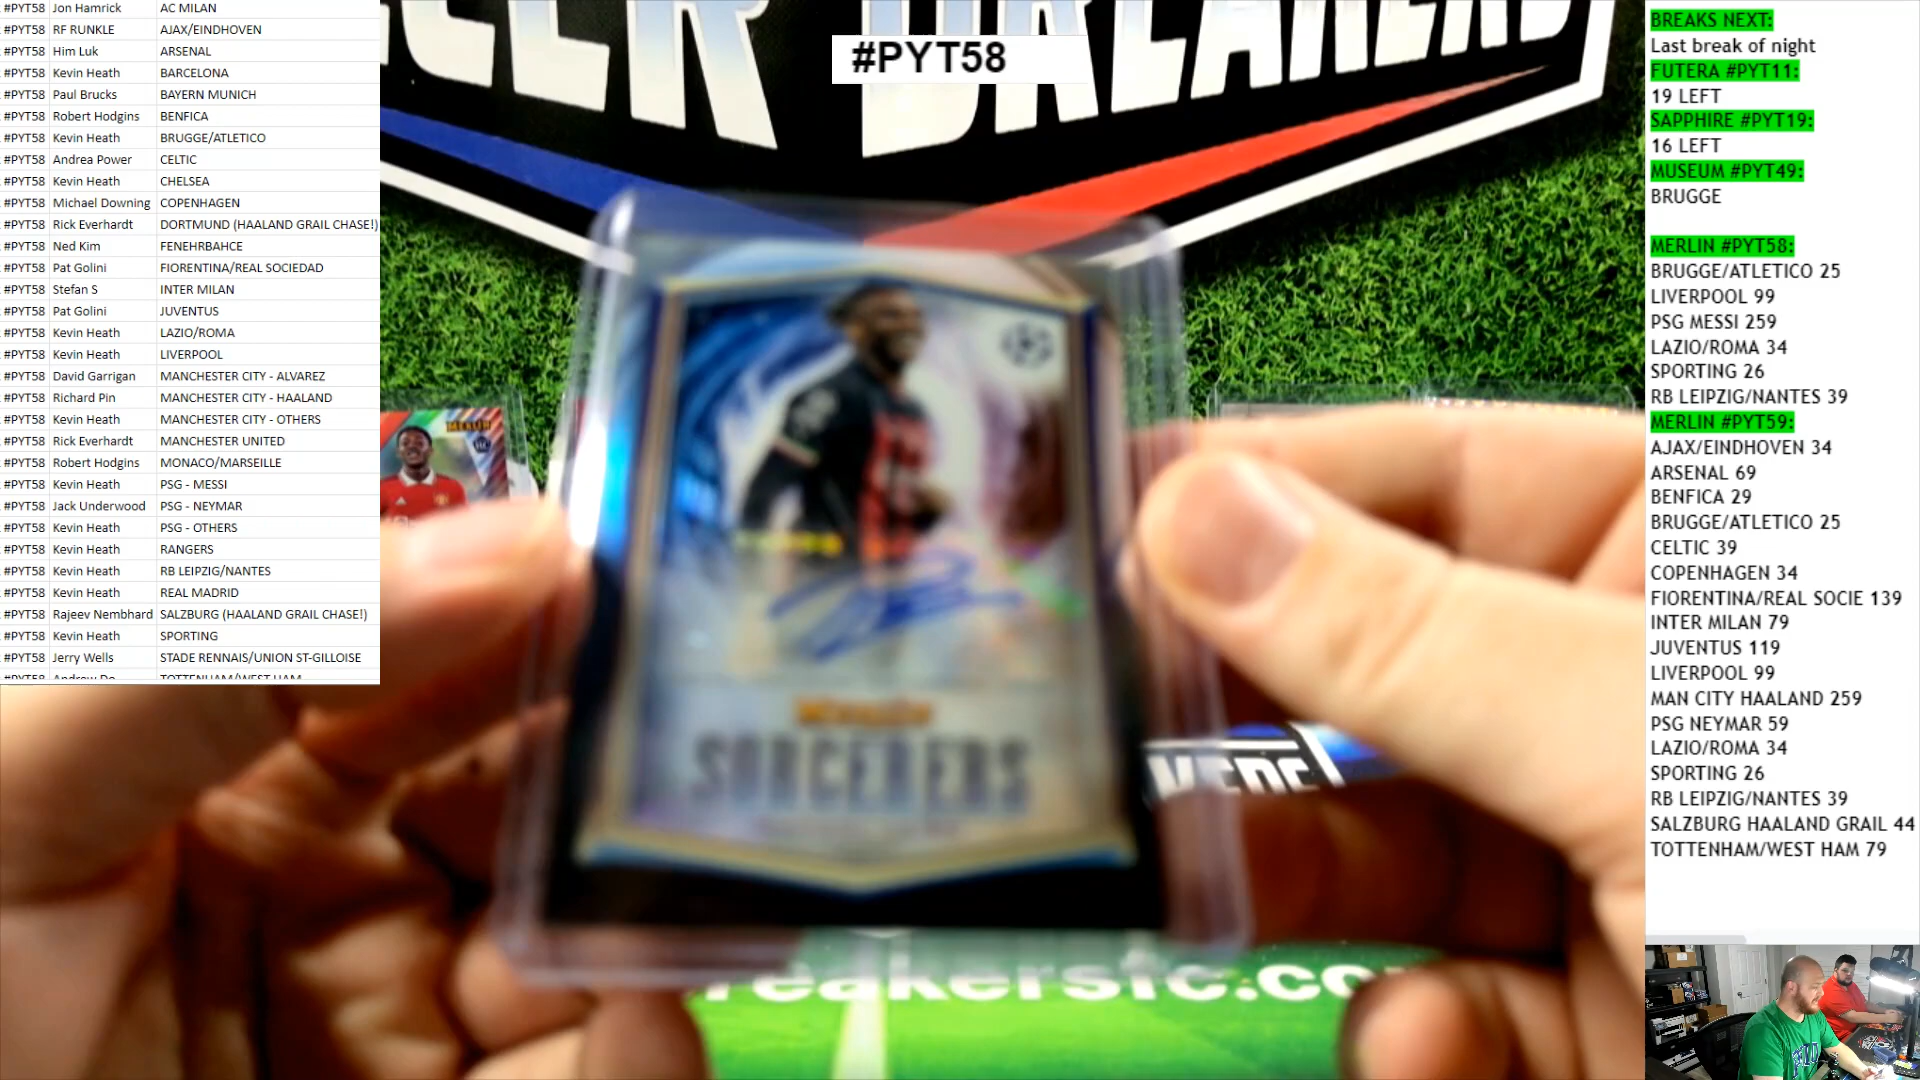 #PYT58 Jon Hamrick AC MILAN
#PYT58 RF RUNKLE AJAX/EINDHOVEN
#PYT58 Him Luk ARSENAL
#PYT58 Kevin Heath BARCELONA
#PYT58 Paul Brucks BAYERN MUNICH
#PYT58 Robert Hodgins BENFICA
#PYT58 Kevin Heath BRUGGE/ATLETICO
#PYT58 Andrea Power CELTIC
#PYT58 Kevin Heath CHELSEA
#PYT58 Michael Downing COPENHAGEN
#PYT58 Rick Everhardt DORTMUND (HAALAND GRAIL CHASE!)
#PYT58 Ned Kim FENEHRBAHCE
#PYT58 Pat Golini FIORENTINA/REAL SOCIEDAD
#PYT58 Stefan S INTER MILAN
#PYT58 Pat Golini JUVENTUS
#PYT58 Kevin Heath LAZIO/ROMA
#PYT58 Kevin Heath LIVERPOOL
#PYT58 David Garrigan MANCHESTER CITY - ALVAREZ
#PYT58 Richard Pin MANCHESTER CITY - HAALAND
#PYT58 Kevin Heath MANCHESTER CITY - OTHERS
#PYT58 Rick Everhardt MANCHESTER UNITED
#PYT58 Robert Hodgins MONACO/MARSEILLE
#PYT58 Kevin Heath PSG - MESSI
#PYT58 Jack Underwood PSG - NEYMAR
#PYT58 Kevin Heath PSG - OTHERS
#PYT58 Kevin Heath RANGERS
#PYT58 Kevin Heath RB LEIPZIG/NANTES
#PYT58 Kevin Heath REAL MADRID
#PYT58 Rajeev Nembhard SALZBURG (HAALAND GRAIL CHASE!)
#PYT58 Kevin Heath SPORTING
#PYT58 Jerry Wells STADE RENNAIS/UNION ST-GILLOISE
#PYT58 Andrew Do TOTTENHAM/WEST HAM
#PYT58
MERLIN
MERLIN
SORCERERS
reakersfc.co
BREAKS NEXT:
Last break of night
FUTERA #PYT11:
19 LEFT
SAPPHIRE #PYT19:
16 LEFT
MUSEUM #PYT49:
BRUGGE
MERLIN #PYT58:
BRUGGE/ATLETICO 25
LIVERPOOL 99
PSG MESSI 259
LAZIO/ROMA 34
SPORTING 26
RB LEIPZIG/NANTES 39
MERLIN #PYT59:
AJAX/EINDHOVEN 34
ARSENAL 69
BENFICA 29
BRUGGE/ATLETICO 25
CELTIC 39
COPENHAGEN 34
FIORENTINA/REAL SOCIE 139
INTER MILAN 79
JUVENTUS 119
LIVERPOOL 99
MAN CITY HAALAND 259
PSG NEYMAR 59
LAZIO/ROMA 34
SPORTING 26
RB LEIPZIG/NANTES 39
SALZBURG HAALAND GRAIL 44
TOTTENHAM/WEST HAM 79